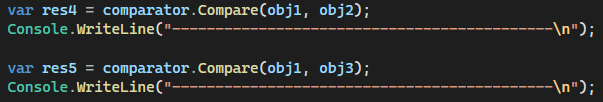 var res4 = comparator.Compare(obj1, obj2);
Console.WriteLine("--------------------------------------------\n");
var res5 = comparator.Compare(obj1, obj3);
Console.WriteLine("--------------------------------------------\n");